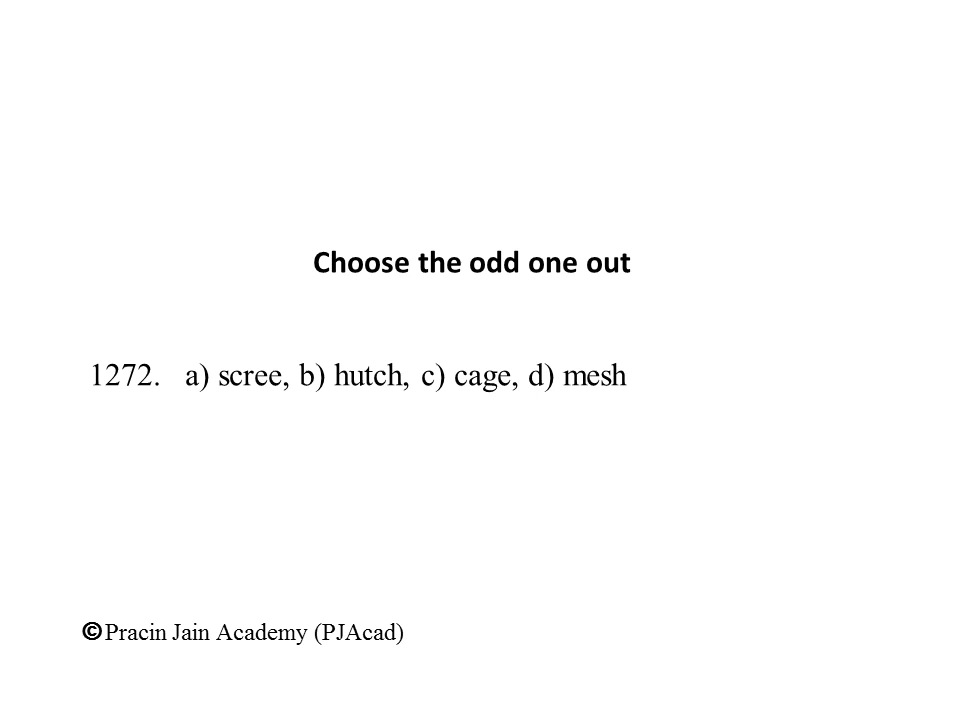 Choose the odd one out
1272. a) scree, b) hutch, c) cage, d) mesh
©Pracin Jain Academy (PJAcad)